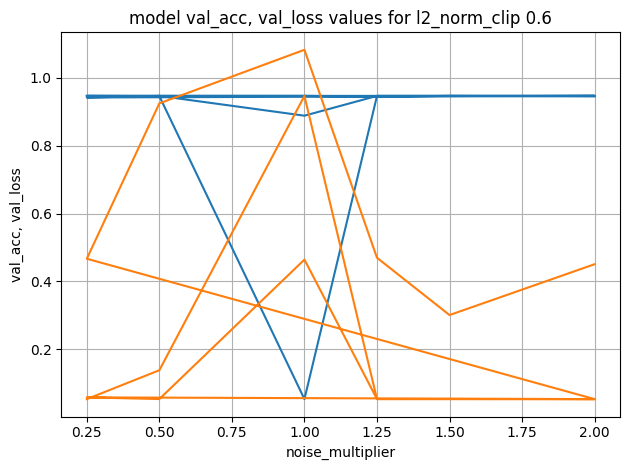 model val_acc, val_loss values for l2_norm_clip 0.6
val_acc, val_loss
1.0
0.8
0.6
0.4
0.2
0.25 0.50 0.75 1.00 1.25 1.50 1.75 2.00
noise_multiplier